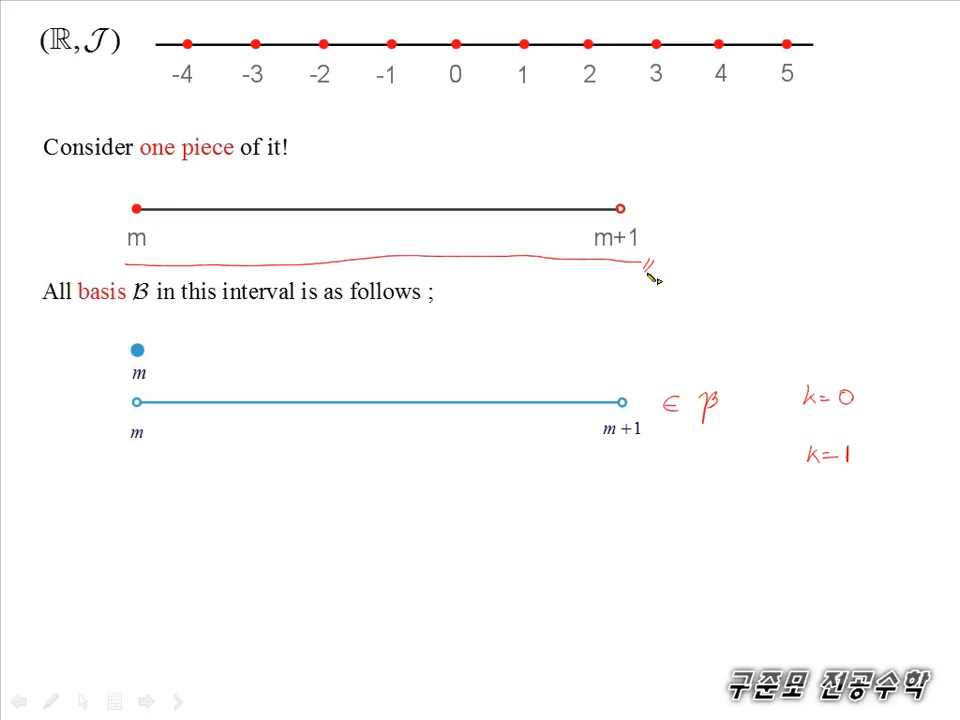 (ℝ, 𝒥)
-4 -3 -2 -1 0 1 2 3 4 5
Consider one piece of it!
m m+1
All basis ℬ in this interval is as follows ;
m
∈ β k=0
m m+1
k=1
구준모 전공수학